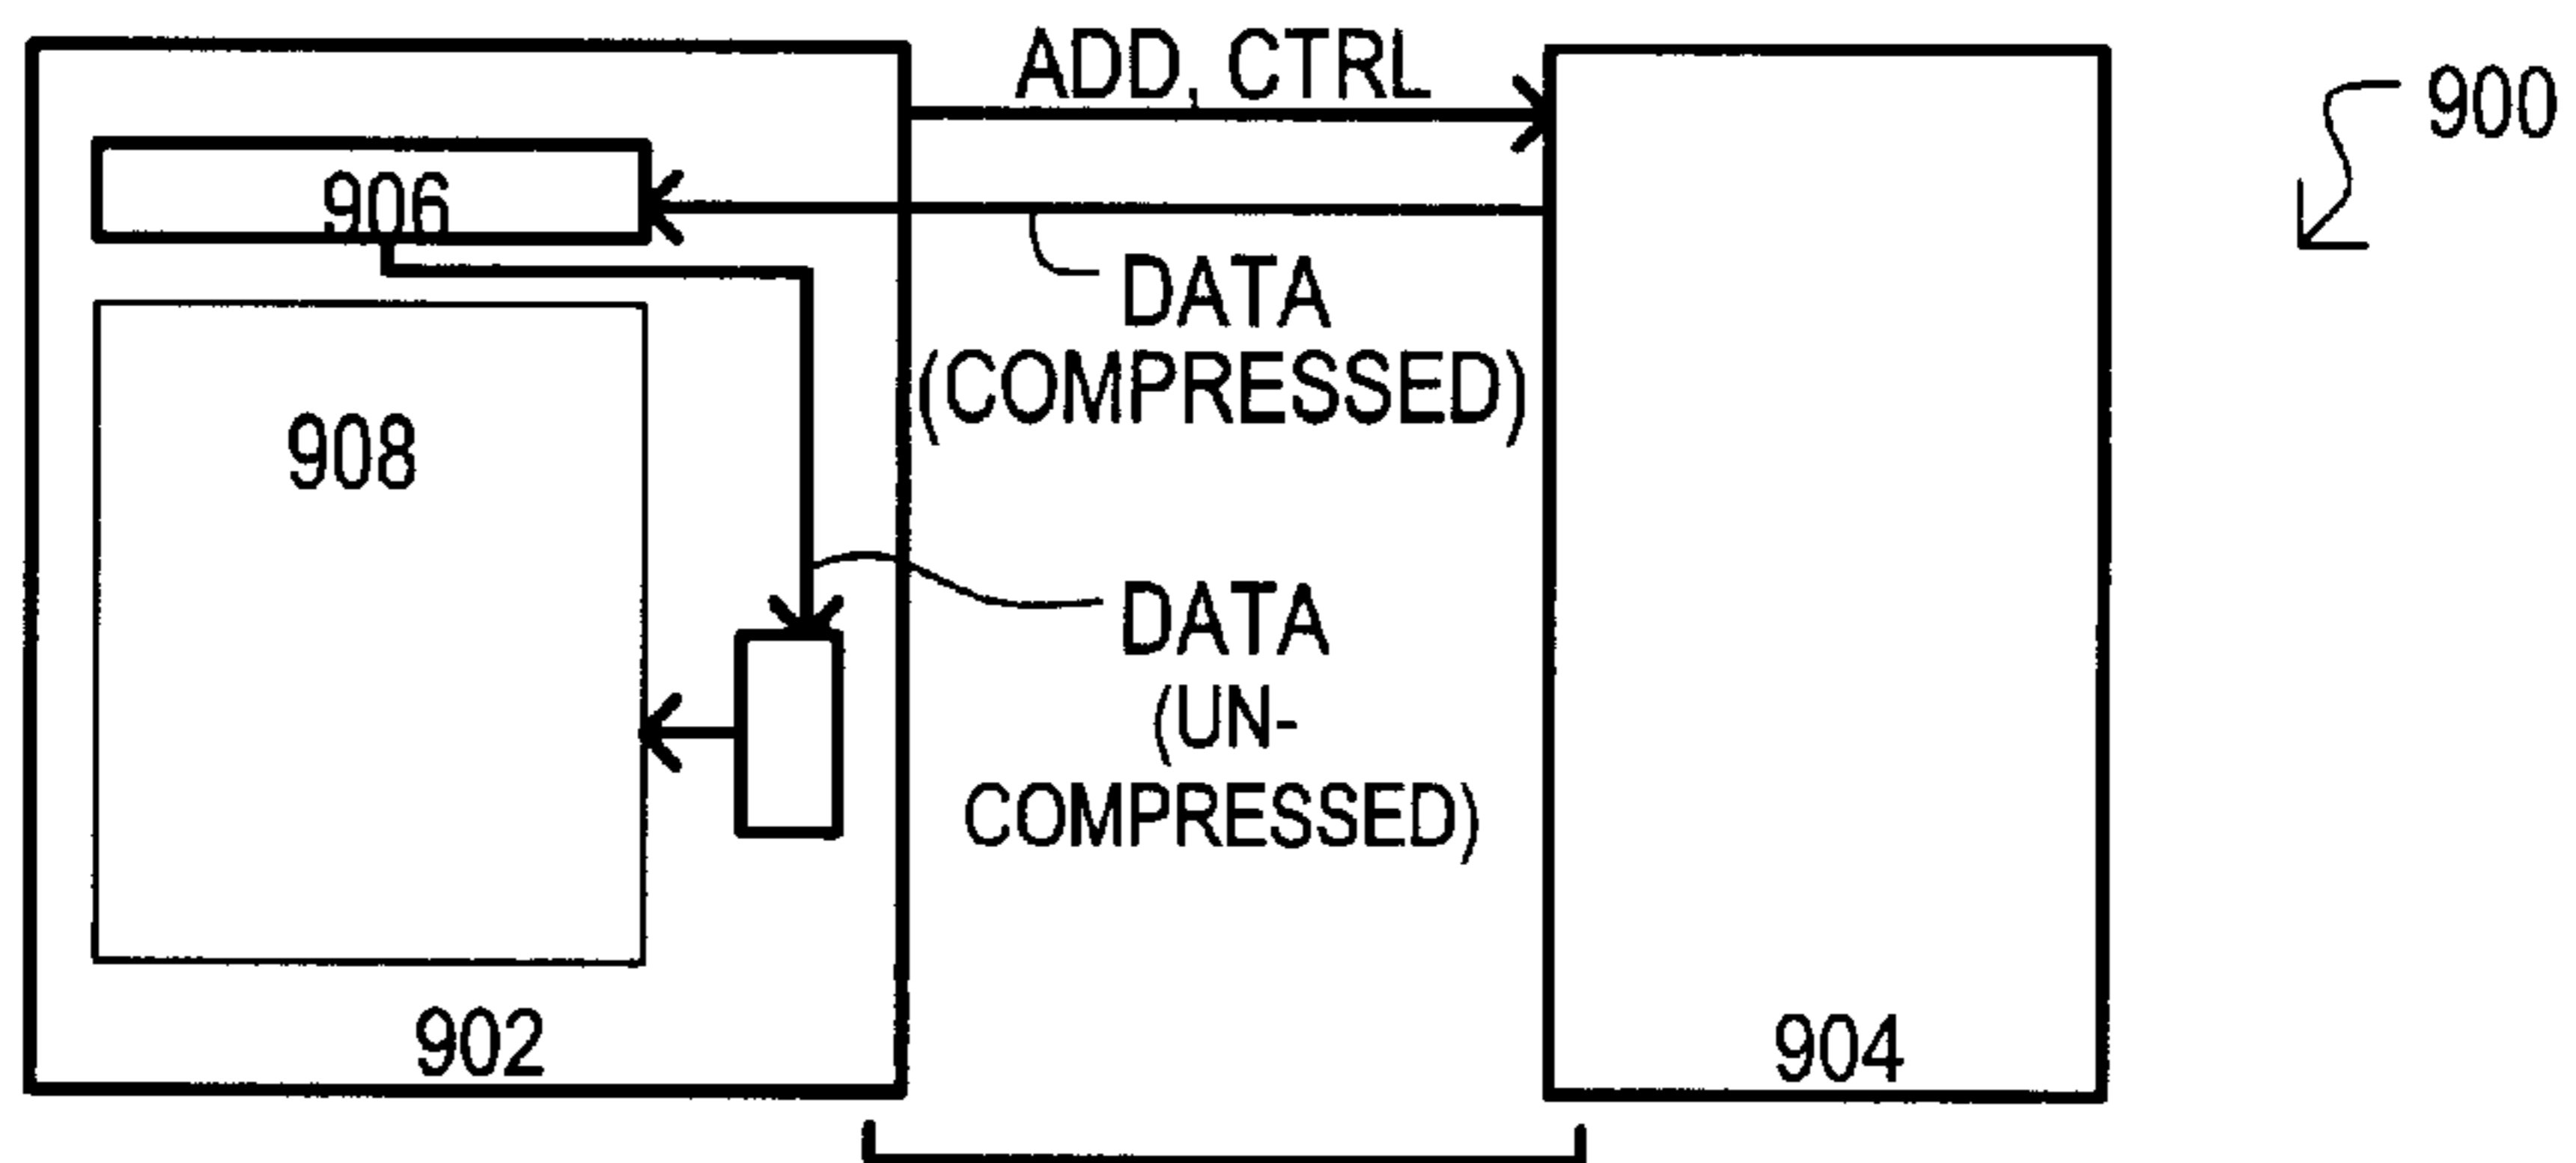 ADD, CTRL
900
906
DATA
(COMPRESSED)
908
DATA
(UN-
COMPRESSED)
902
904